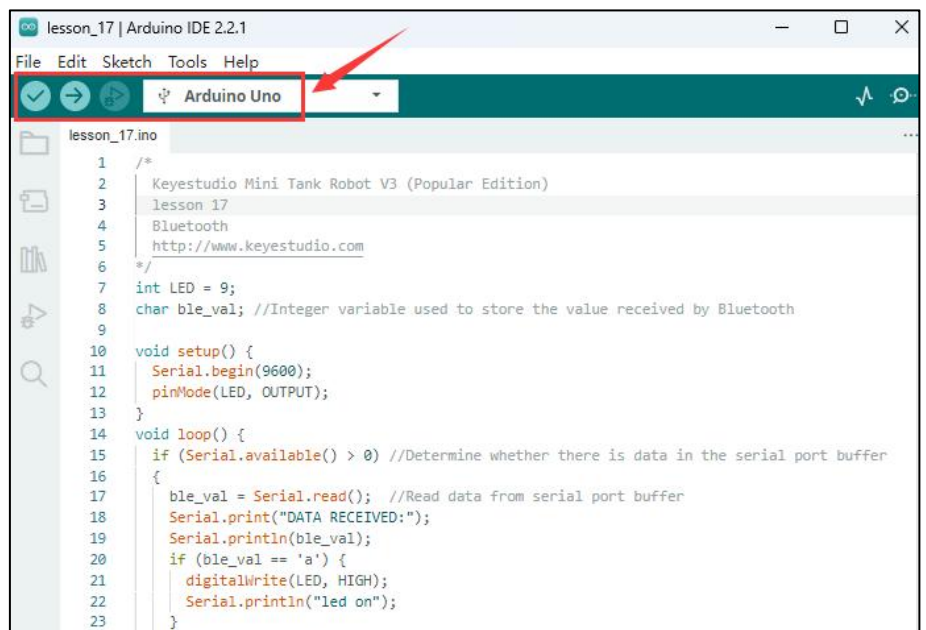 lesson_17 | Arduino IDE 2.2.1
File Edit Sketch Tools Help
Arduino Uno
lesson_17.ino
1 /*
2 Keyestudio Mini Tank Robot V3 (Popular Edition)
3 lesson 17
4 Bluetooth
5 http://www.keyestudio.com
6 */
7 int LED = 9;
8 char ble_val; //Integer variable used to store the value received by Bluetooth
9
10 void setup() {
11 Serial.begin(9600);
12 pinMode(LED, OUTPUT);
13 }
14 void loop() {
15 if (Serial.available() > 0) //Determine whether there is data in the serial port buffer
16 {
17 ble_val = Serial.read(); //Read data from serial port buffer
18 Serial.print("DATA RECEIVED:");
19 Serial.println(ble_val);
20 if (ble_val == 'a') {
21 digitalWrite(LED, HIGH);
22 Serial.println("led on");
23 }